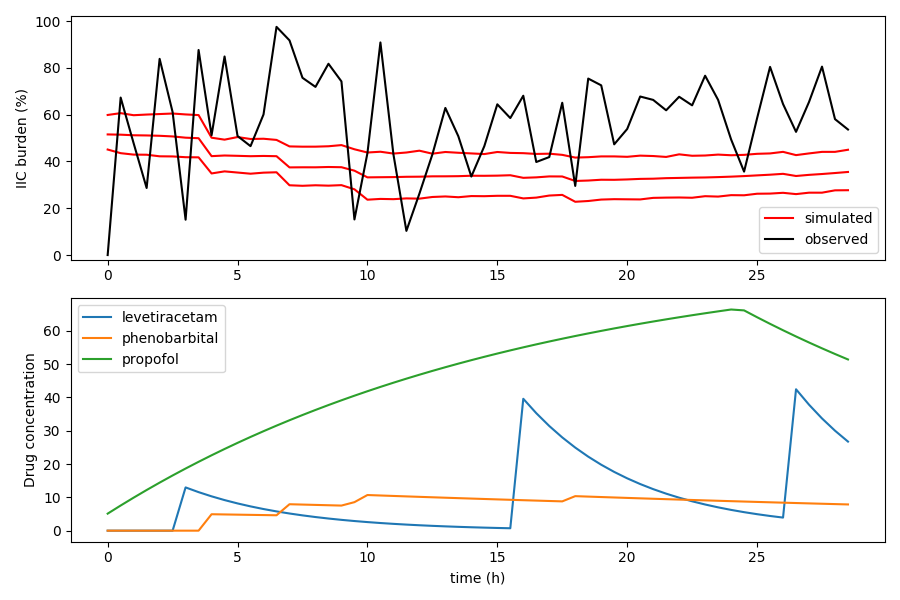 100
80
60
40
20
0
IIC burden (%)
simulated
observed
0 5 10 15 20 25
60
50
40
30
20
10
0
Drug concentration
levetiracetam
phenobarbital
propofol
0 5 10 15 20 25
time (h)